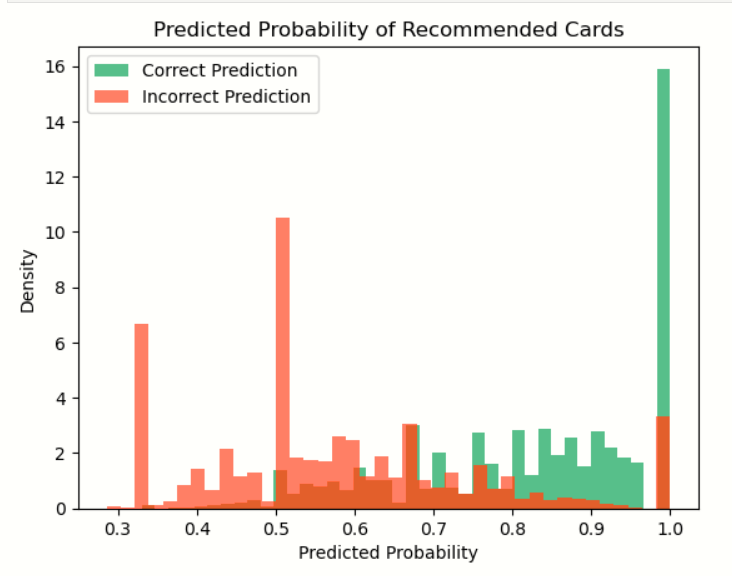 Predicted Probability of Recommended Cards
Correct Prediction
Incorrect Prediction
16
14
12
10
8
6
4
2
0
Density
0.3 0.4 0.5 0.6 0.7 0.8 0.9 1.0
Predicted Probability